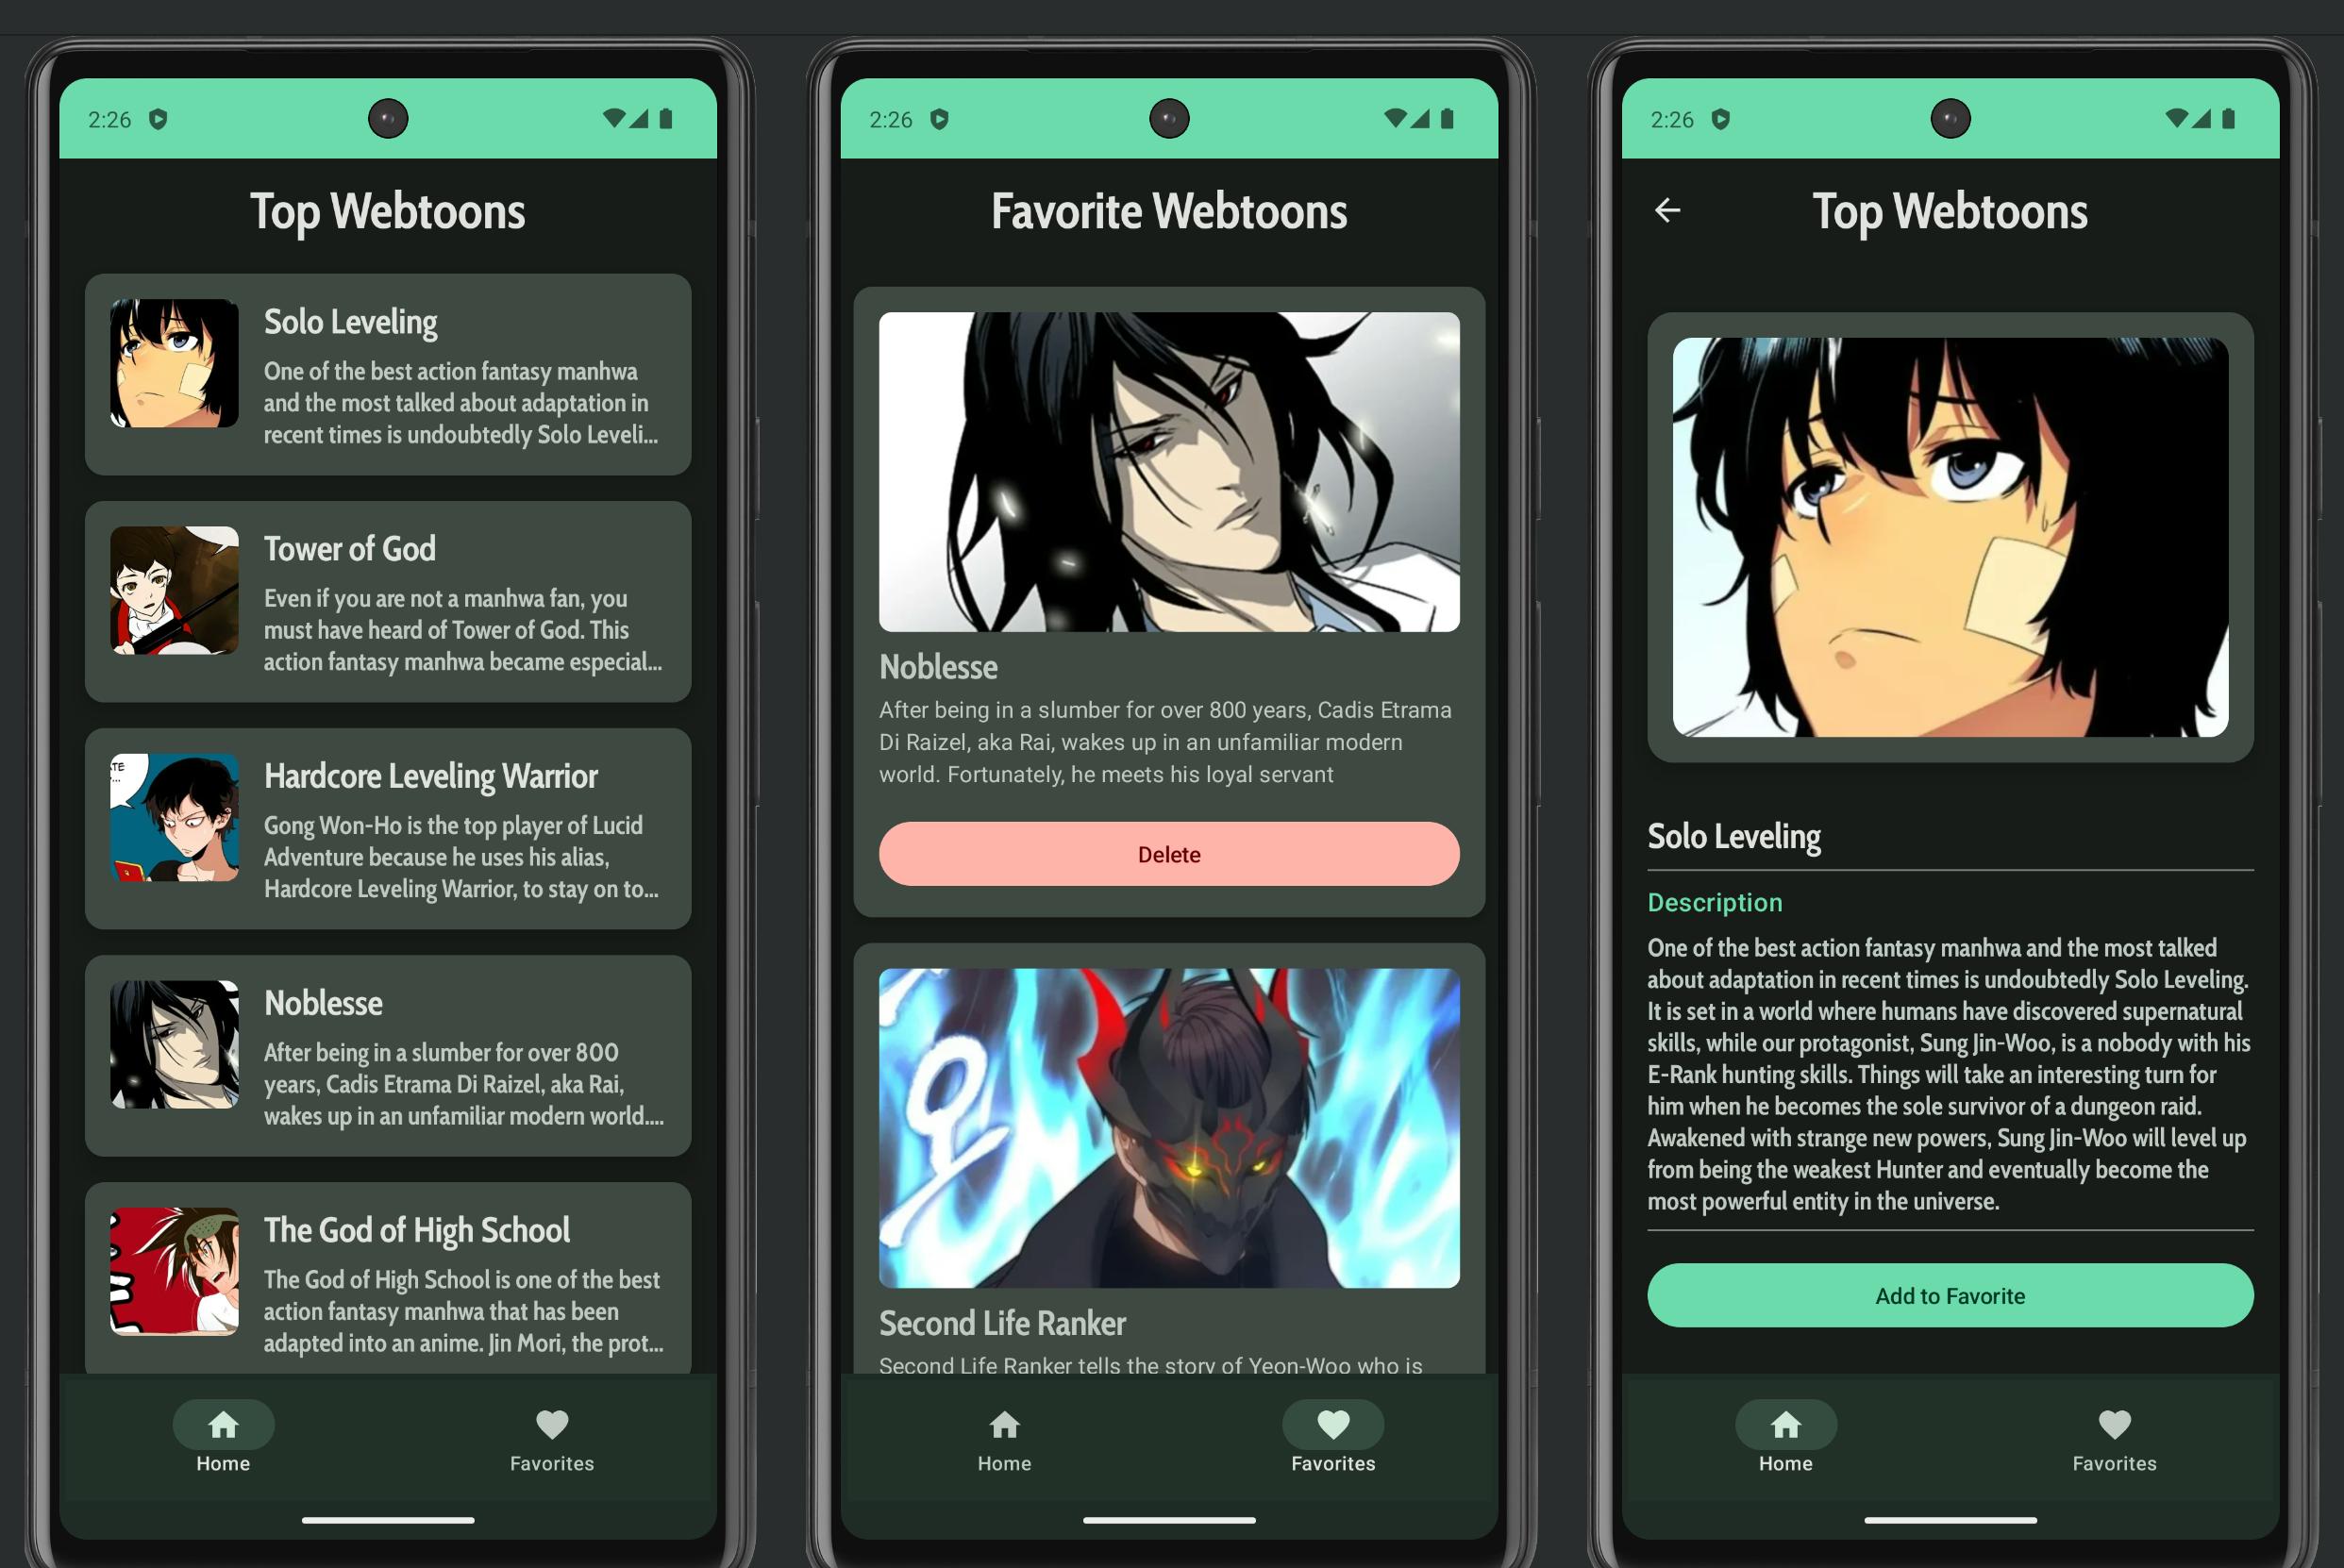 2:26
Top Webtoons
Solo Leveling
One of the best action fantasy manhwa
and the most talked about adaptation in
recent times is undoubtedly Solo Leveli...
Tower of God
Even if you are not a manhwa fan, you
must have heard of Tower of God. This
action fantasy manhwa became especial...
TE
...
Hardcore Leveling Warrior
Gong Won-Ho is the top player of Lucid
Adventure because he uses his alias,
Hardcore Leveling Warrior, to stay on to...
Noblesse
After being in a slumber for over 800
years, Cadis Etrama Di Raizel, aka Rai,
wakes up in an unfamiliar modern world....
The God of High School
The God of High School is one of the best
action fantasy manhwa that has been
adapted into an anime. Jin Mori, the prot...
Home
Favorites
2:26
Favorite Webtoons
Noblesse
After being in a slumber for over 800 years, Cadis Etrama
Di Raizel, aka Rai, wakes up in an unfamiliar modern
world. Fortunately, he meets his loyal servant
Delete
오
Second Life Ranker
Second Life Ranker tells the story of Yeon-Woo who is
Home
Favorites
2:26
Top Webtoons
Solo Leveling
Description
One of the best action fantasy manhwa and the most talked
about adaptation in recent times is undoubtedly Solo Leveling.
It is set in a world where humans have discovered supernatural
skills, while our protagonist, Sung Jin-Woo, is a nobody with his
E-Rank hunting skills. Things will take an interesting turn for
him when he becomes the sole survivor of a dungeon raid.
Awakened with strange new powers, Sung Jin-Woo will level up
from being the weakest Hunter and eventually become the
most powerful entity in the universe.
Add to Favorite
Home
Favorites